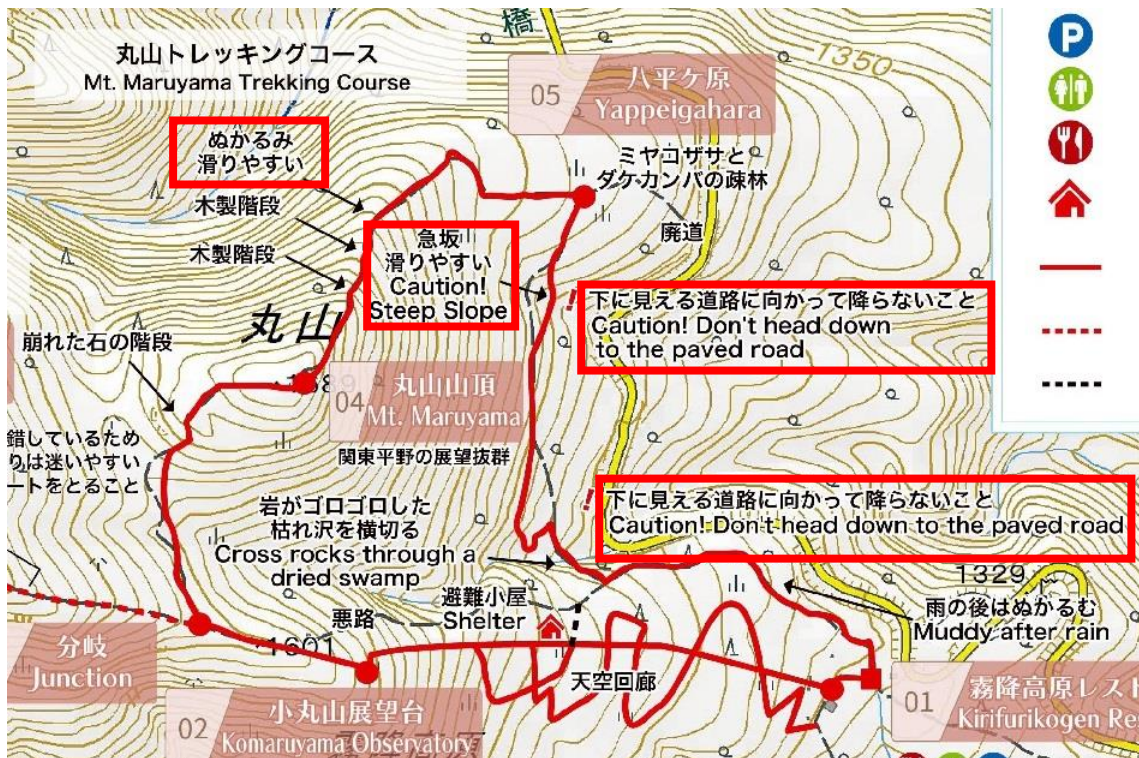 丸山トレッキングコース
Mt. Maruyama Trekking Course
橋
1350
05
八平ケ原
Yappeigahara
P
ぬかるみ
滑りやすい
木製階段
木製階段
ミヤコザサと
ダケカンバの疎林
廃道
急坂
滑りやすい
Caution!
Steep Slope
!
下に見える道路に向かって降らないこと
Caution! Don't head down
to the paved road
丸山
崩れた石の階段
1689
04
丸山山頂
Mt. Maruyama
関東平野の展望抜群
錯しているため
りは迷いやすい
ートをとること
!
下に見える道路に向かって降らないこと
Caution! Don't head down to the paved road
岩がゴロゴロした
枯れ沢を横切る
Cross rocks through a
dried swamp
1329
雨の後はぬかるむ
Muddy after rain
避難小屋
Shelter
悪路
1601
分岐
Junction
天空回廊
02
小丸山展望台
Komaruyama Observatory
01
霧降高原レスト
Kirifurikogen Res